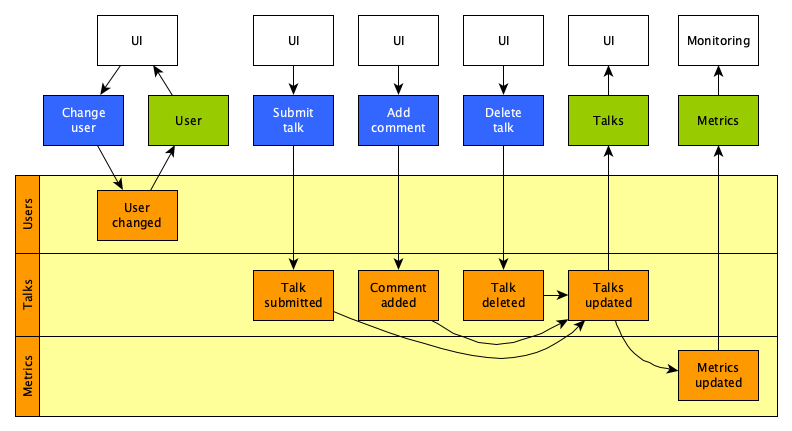 UI
UI
UI
UI
UI
Monitoring
Change
user
User
Submit
talk
Add
comment
Delete
talk
Talks
Metrics
Users
User
changed
Talks
Talk
submitted
Comment
added
Talk
deleted
Talks
updated
Metrics
Metrics
updated